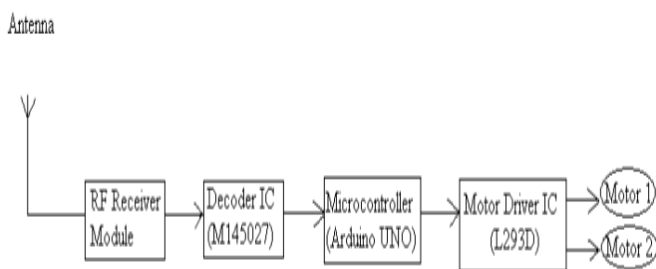 Antenna
RF Receiver
Module
Decoder IC
(M145027)
Microcontroller
(Arduino UNO)
Motor Driver IC
(L293D)
Motor 1
Motor 2